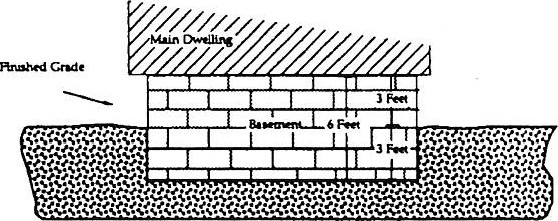 Main Dwelling
Finished Grade
3 Feet
Basement 6 Feet
3 Feet